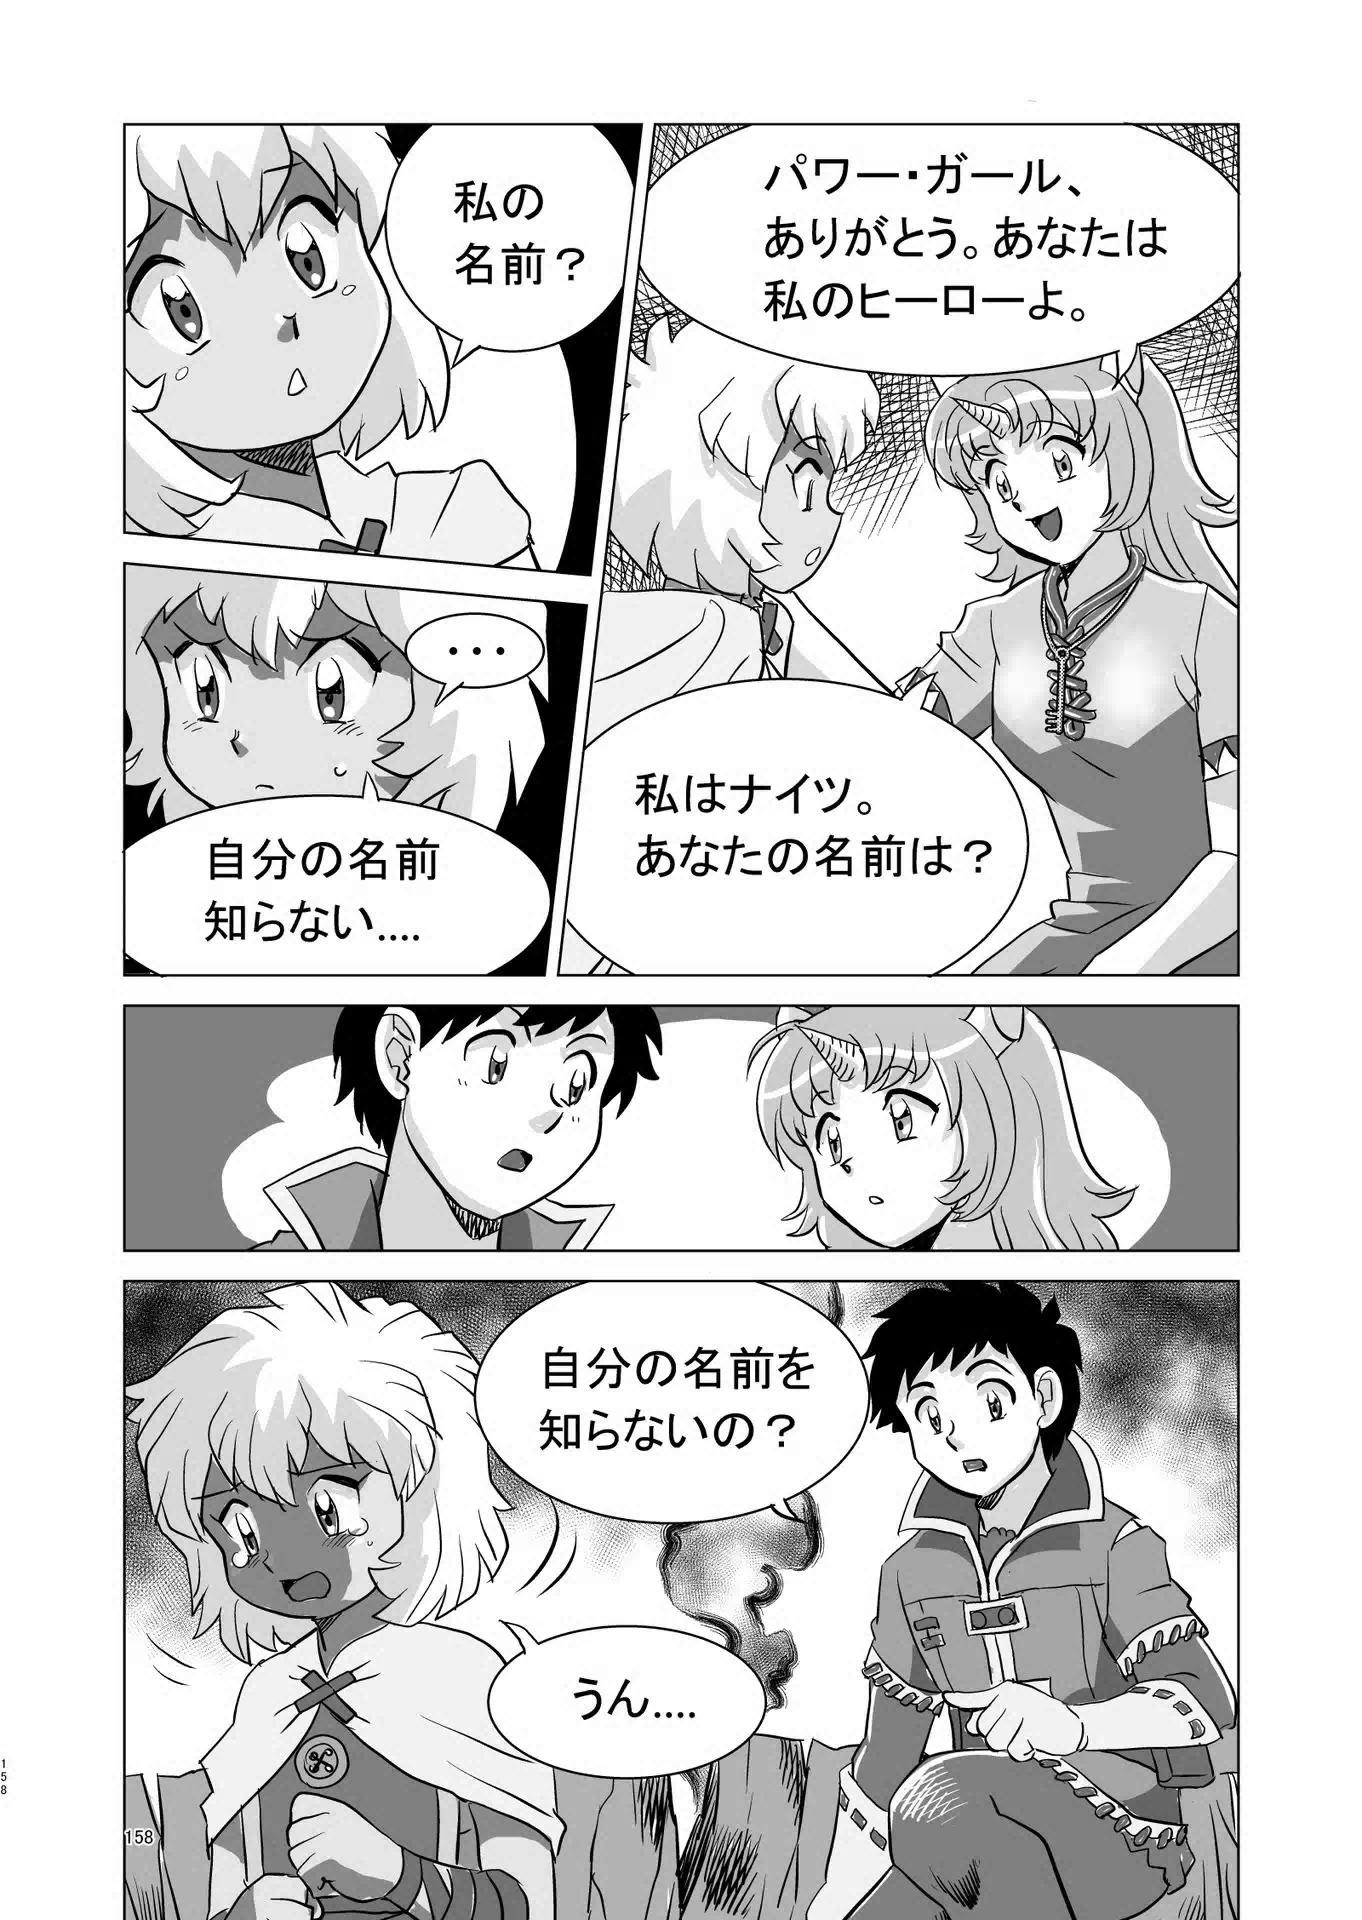 パワー・ガール、
ありがとう。あなたは
私のヒーローよ。
私はナイツ。
あなたの名前は？
私の
名前？
・・・
自分の名前
知らない....
自分の名前を
知らないの？
うん....
158
158